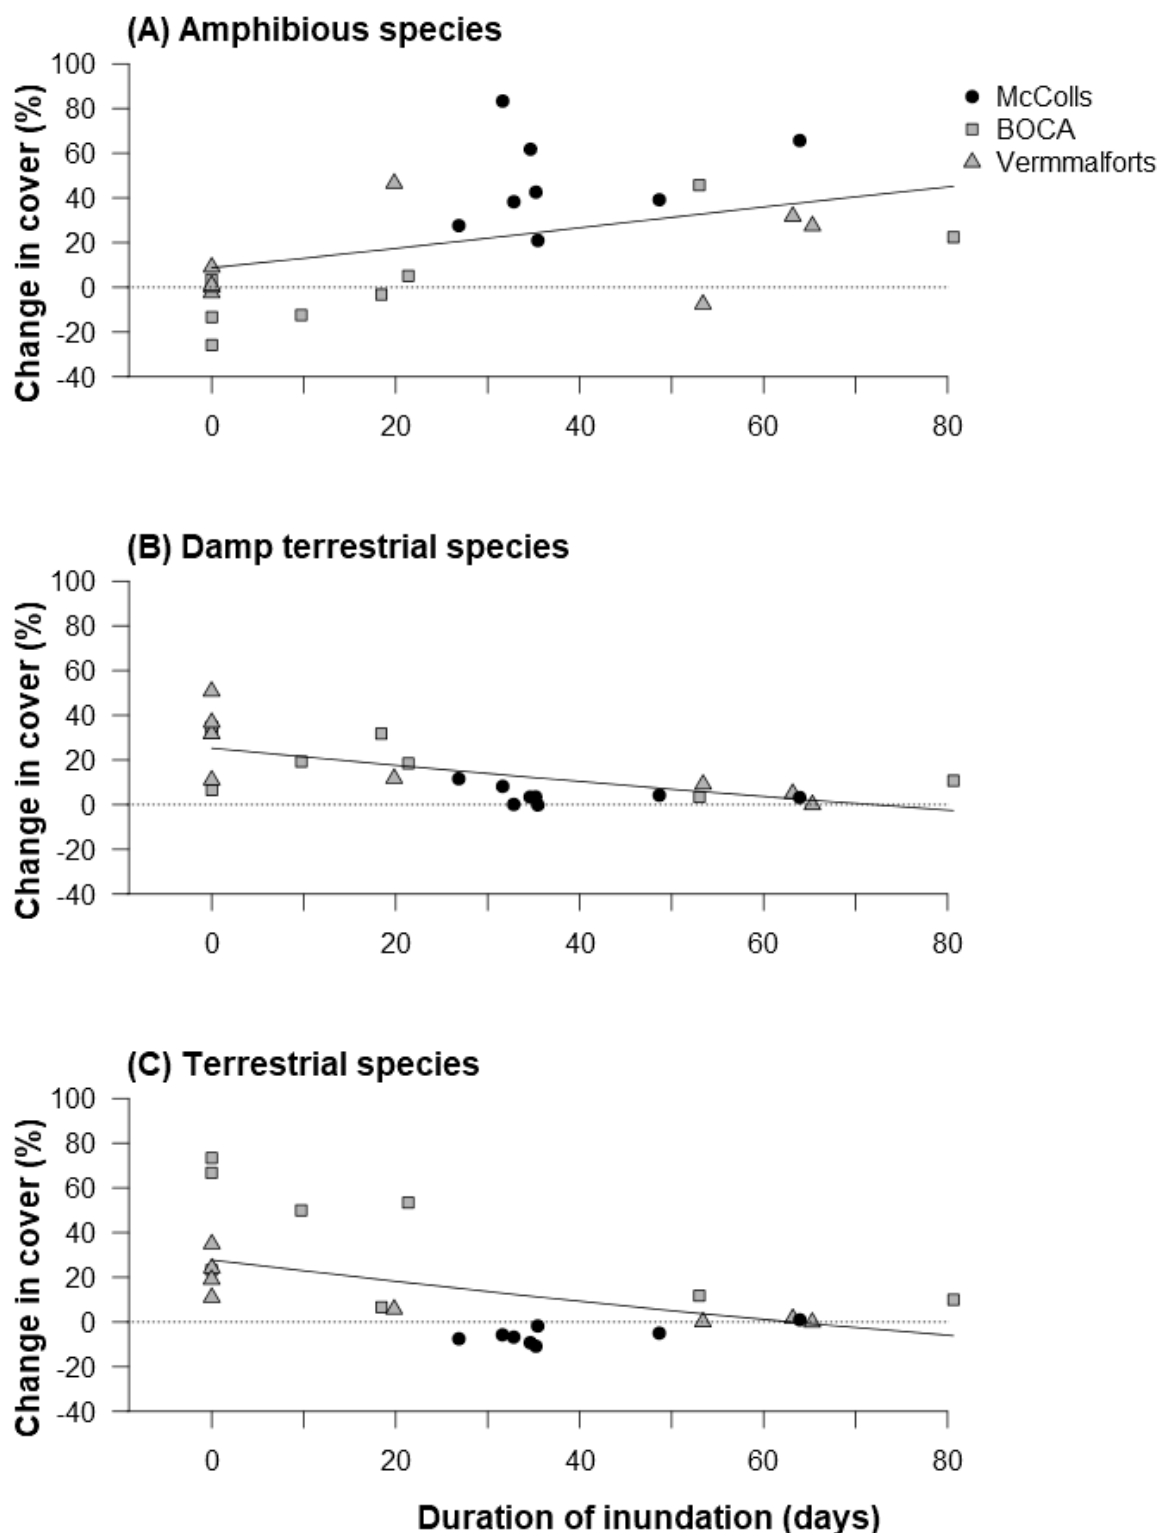 (A) Amphibious species
Change in cover (%)
100
80
60
40
20
0
-20
-40
0 20 40 60 80
McColls
BOCA
Vermmalforts
(B) Damp terrestrial species
Change in cover (%)
100
80
60
40
20
0
-20
-40
0 20 40 60 80
(C) Terrestrial species
Change in cover (%)
100
80
60
40
20
0
-20
-40
0 20 40 60 80
Duration of inundation (days)